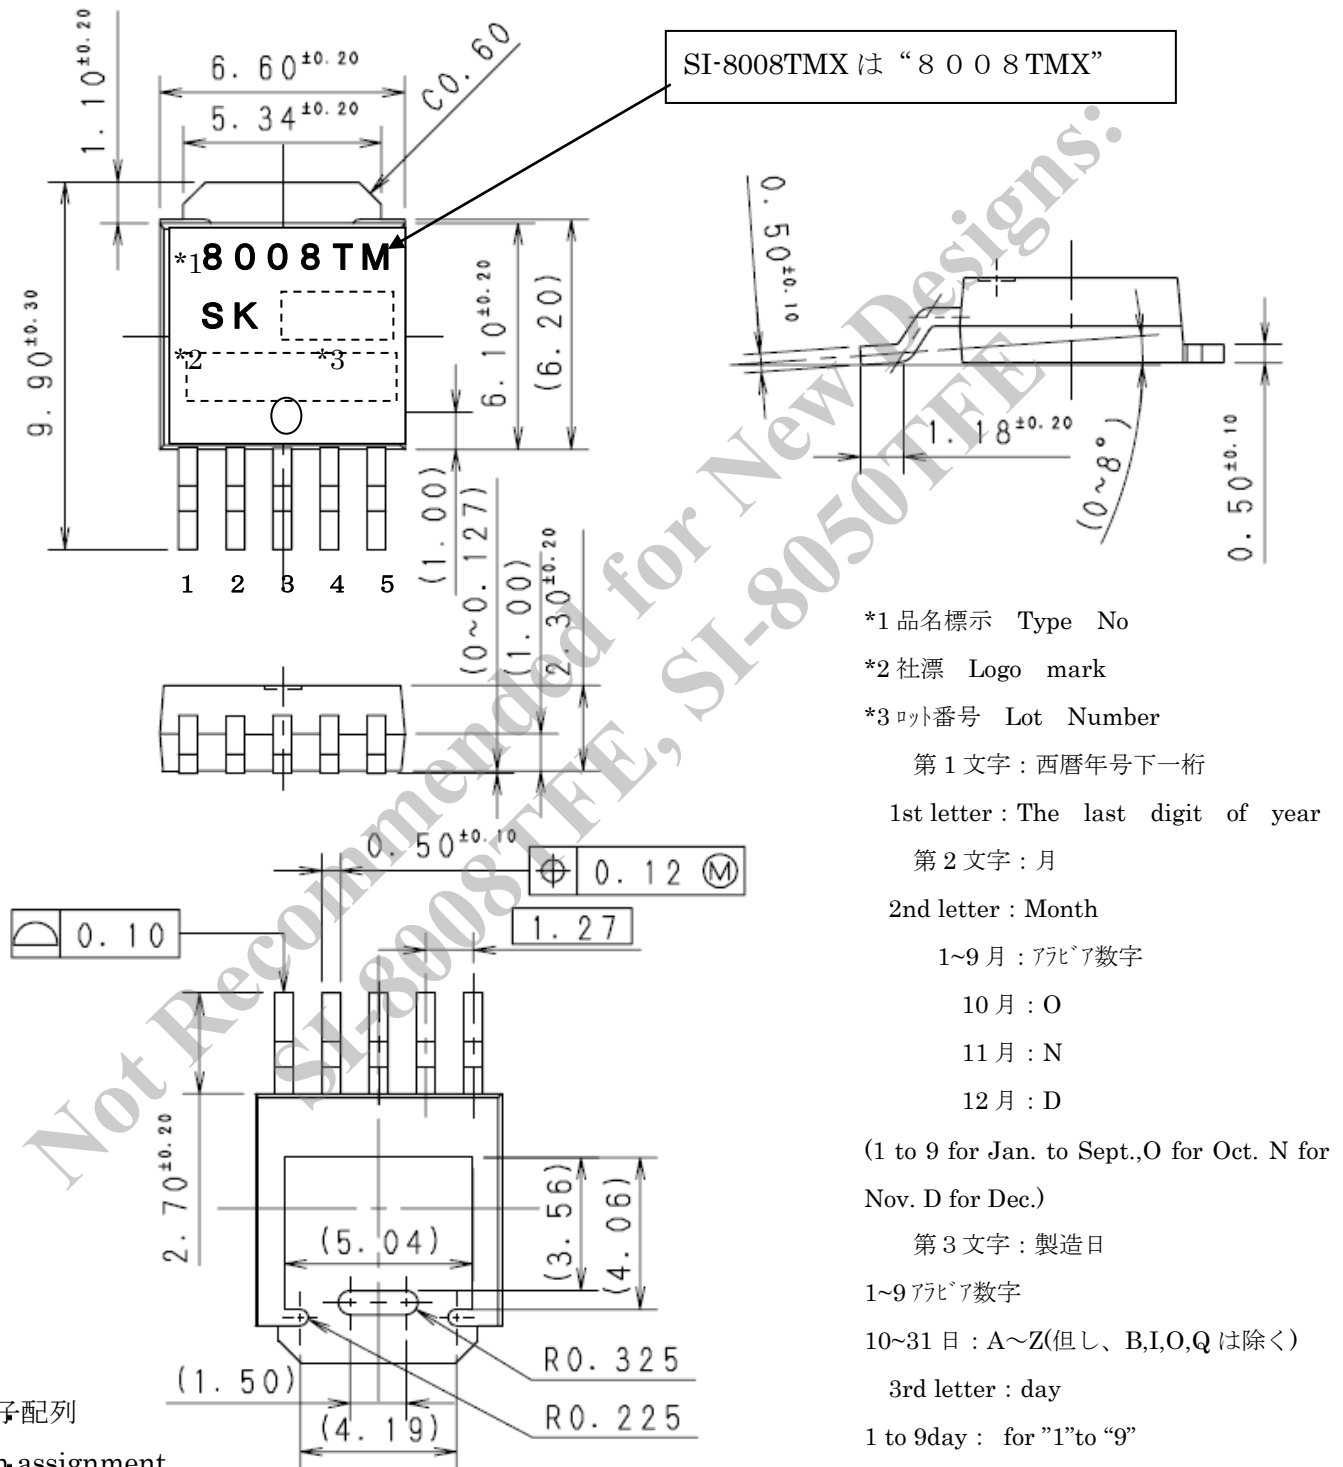 SI-8008TMX は “８００８TMX”
1.10±0.20
6.60±0.20
5.34±0.20
C0.60
9.90±0.30
*1 8008TM
SK
*2 *3
6.10±0.20
(6.20)
1 2 3 4 5
(1.00)
(0~0.127)
(1.00)
2.30±0.20
0.50±0.10
1.18±0.20
(0~8°)
0.50±0.10
0.50±0.10
0.12 Ⓜ
1.27
0.10
2.70±0.20
(5.04)
(3.56)
(4.06)
R0.325
R0.225
(1.50)
(4.19)
子配列
assignment
*1 品名標示 Type No
*2 社漂 Logo mark
*3 ﾛｯﾄ番号 Lot Number
第 1 文字：西暦年号下一桁
1st letter : The last digit of year
第 2 文字：月
2nd letter : Month
1~9 月：ｱﾗﾋﾞｱ数字
10 月：O
11 月：N
12 月：D
(1 to 9 for Jan. to Sept.,O for Oct. N for
Nov. D for Dec.)
第 3 文字：製造日
1~9 ｱﾗﾋﾞｱ数字
10~31 日：A～Z(但し、B,I,O,Q は除く)
3rd letter : day
1 to 9day : for ”1”to “9”
Not Recommended for New Designs:
SI-8008TFE, SI-8050TFE